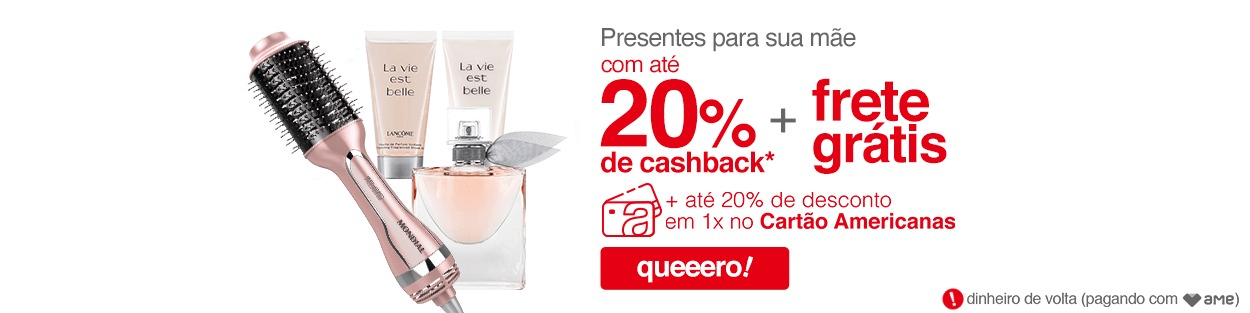 Presentes para sua mãe
com até
20% + frete grátis
de cashback*
+ até 20% de desconto
em 1x no Cartão Americanas
queeero!
! dinheiro de volta (pagando com ame)
La vie
est
belle
LANCÔME
La vie
est
belle
MONDIAL